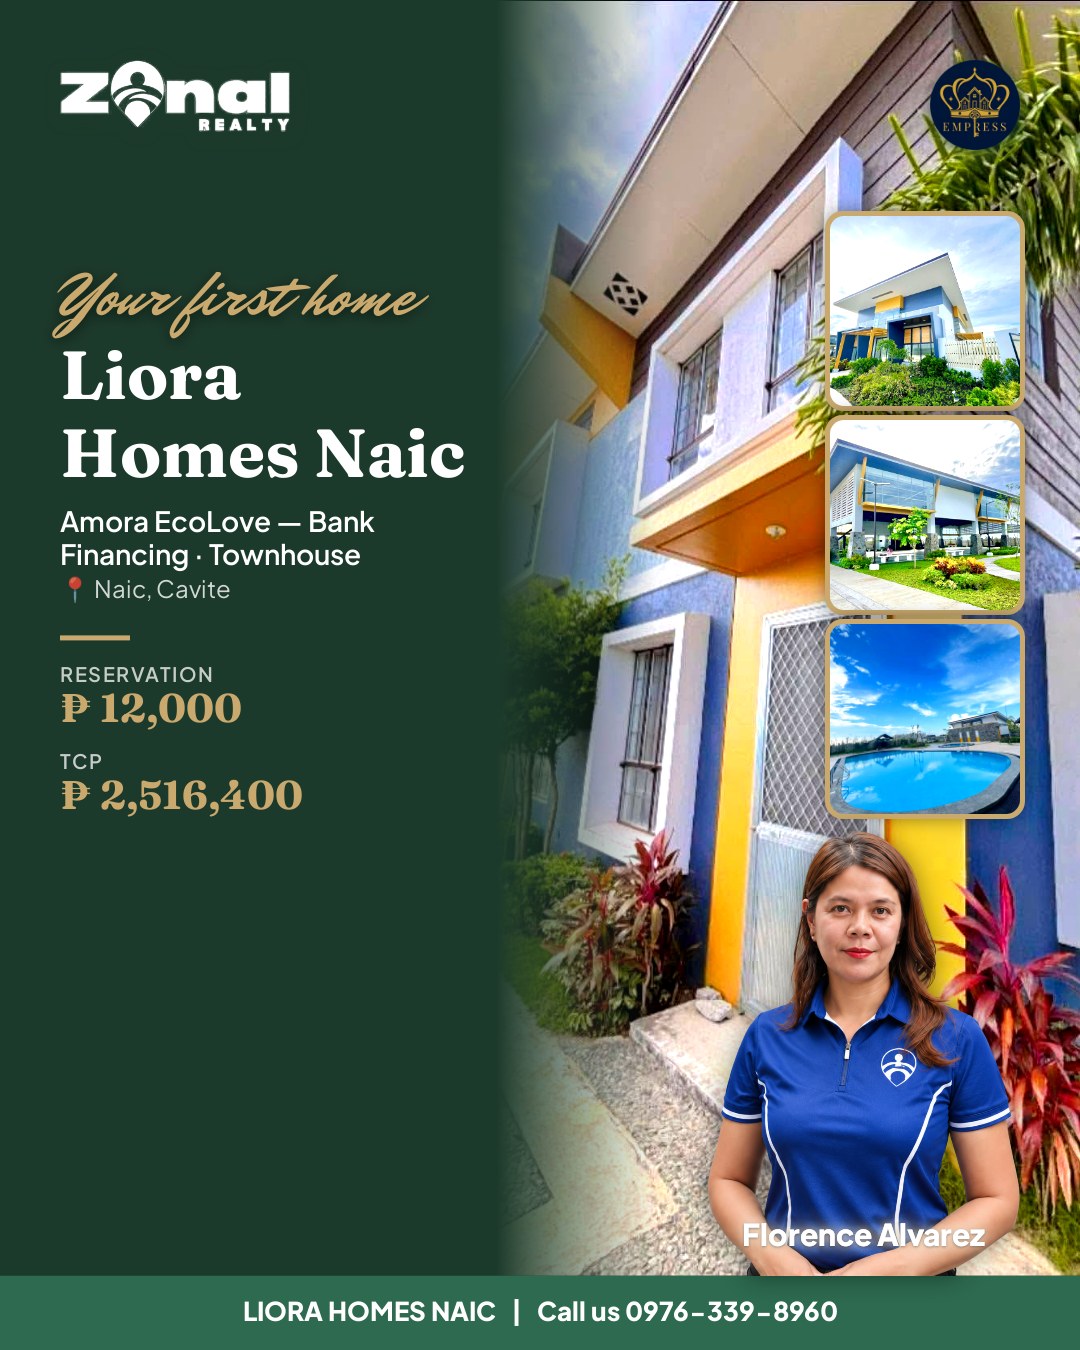 Zonal
REALTY
EMPRESS
Your first home
Liora
Homes Naic
Amora EcoLove — Bank
Financing · Townhouse
📍 Naic, Cavite
RESERVATION
₱ 12,000
TCP
₱ 2,516,400
Florence Alvarez
LIORA HOMES NAIC | Call us 0976-339-8960